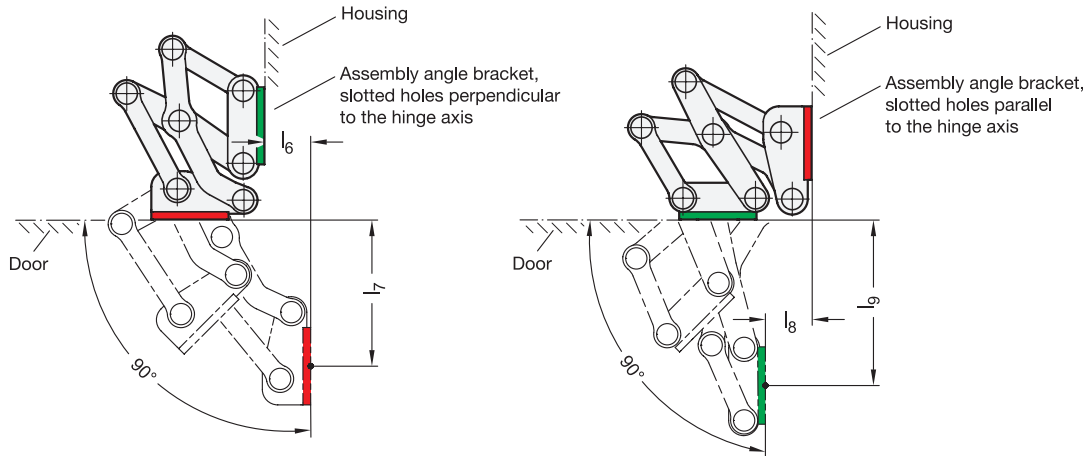 Housing
Assembly angle bracket,
slotted holes perpendicular
to the hinge axis
l6
Door
l7
90°
Housing
Assembly angle bracket,
slotted holes parallel
to the hinge axis
Door
l8
l9
90°